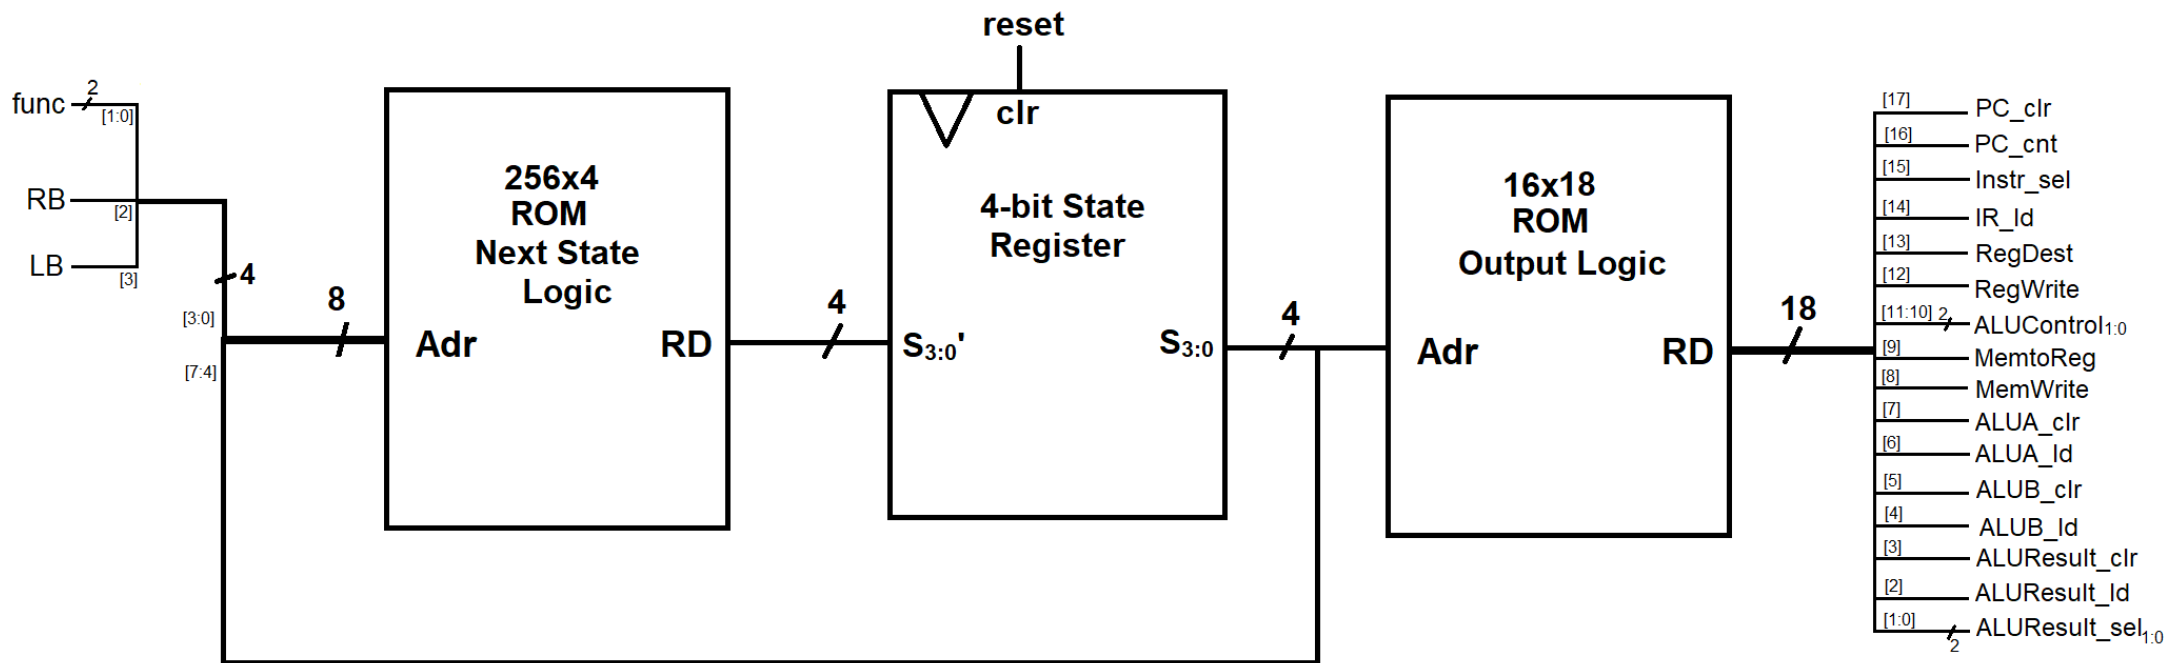 reset
func
2
[1:0]
RB
[2]
LB
[3]
4
[3:0]
[7:4]
8
256x4
ROM
Next State
Logic
Adr
RD
4
clr
4-bit State
Register
S3:0'
S3:0
4
16x18
ROM
Output Logic
Adr
RD
18
[17] PC_clr
[16] PC_cnt
[15] Instr_sel
[14] IR_ld
[13] RegDest
[12] RegWrite
[11:10] 2 ALUControl1:0
[9] MemtoReg
[8] MemWrite
[7] ALUA_clr
[6] ALUA_ld
[5] ALUB_clr
[4] ALUB_ld
[3] ALUResult_clr
[2] ALUResult_ld
[1:0] 2 ALUResult_sel1:0